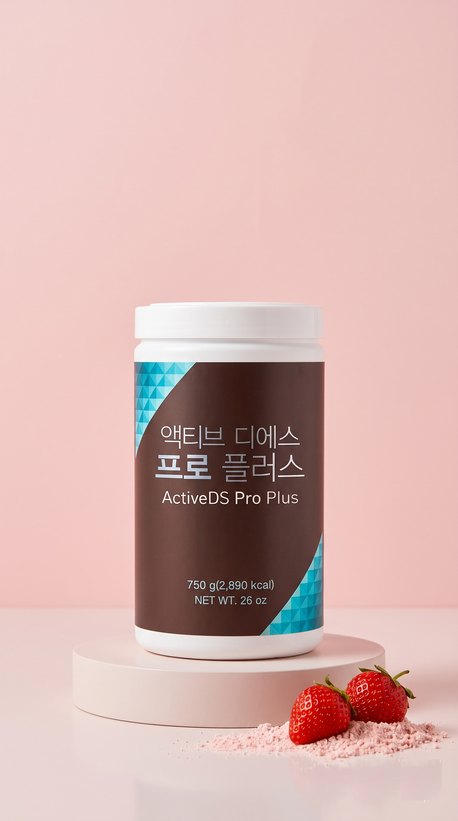 액티브 디에스
프로 플러스
ActiveDS Pro Plus
750 g(2,890 kcal)
NET WT. 26 oz